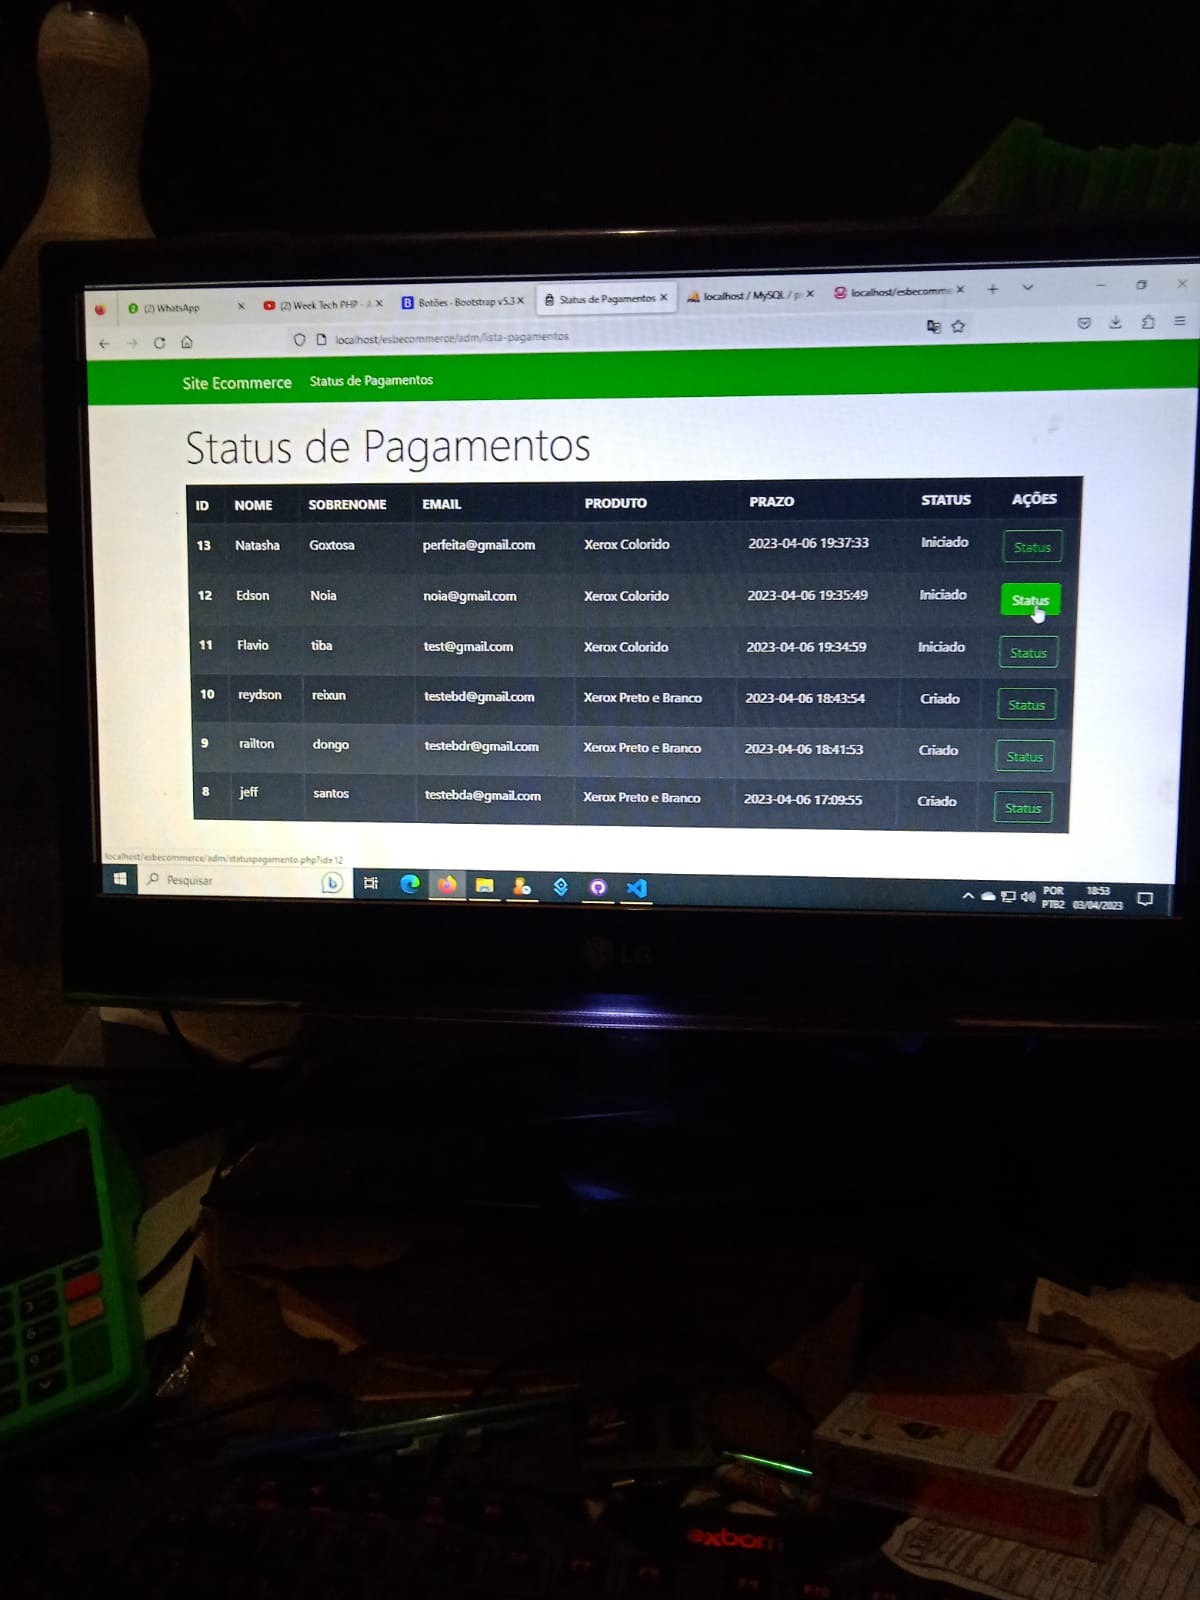 (2) WhatsApp
(2) Week Tech PHP - A
Botões - Bootstrap v5.3
Status de Pagamentos
localhost / MySQL / p
localhost/esbecomme
localhost/esbecommerce/adm/lista-pagamentos
Site Ecommerce Status de Pagamentos
Status de Pagamentos
ID NOME SOBRENOME EMAIL PRODUTO PRAZO STATUS AÇÕES
13 Natasha Goxtosa perfeita@gmail.com Xerox Colorido 2023-04-06 19:37:33 Iniciado Status
12 Edson Noia noia@gmail.com Xerox Colorido 2023-04-06 19:35:49 Iniciado Status
11 Flavio tiba test@gmail.com Xerox Colorido 2023-04-06 19:34:59 Iniciado Status
10 reydson reixun testebd@gmail.com Xerox Preto e Branco 2023-04-06 18:43:54 Criado Status
9 railton dongo testebdr@gmail.com Xerox Preto e Branco 2023-04-06 18:41:53 Criado Status
8 jeff santos testebda@gmail.com Xerox Preto e Branco 2023-04-06 17:09:55 Criado Status
localhost/esbecommerce/adm/statuspagamento.php?id=12
Pesquisar
POR 18:53
PTB2 03/04/2023
LG
exbom